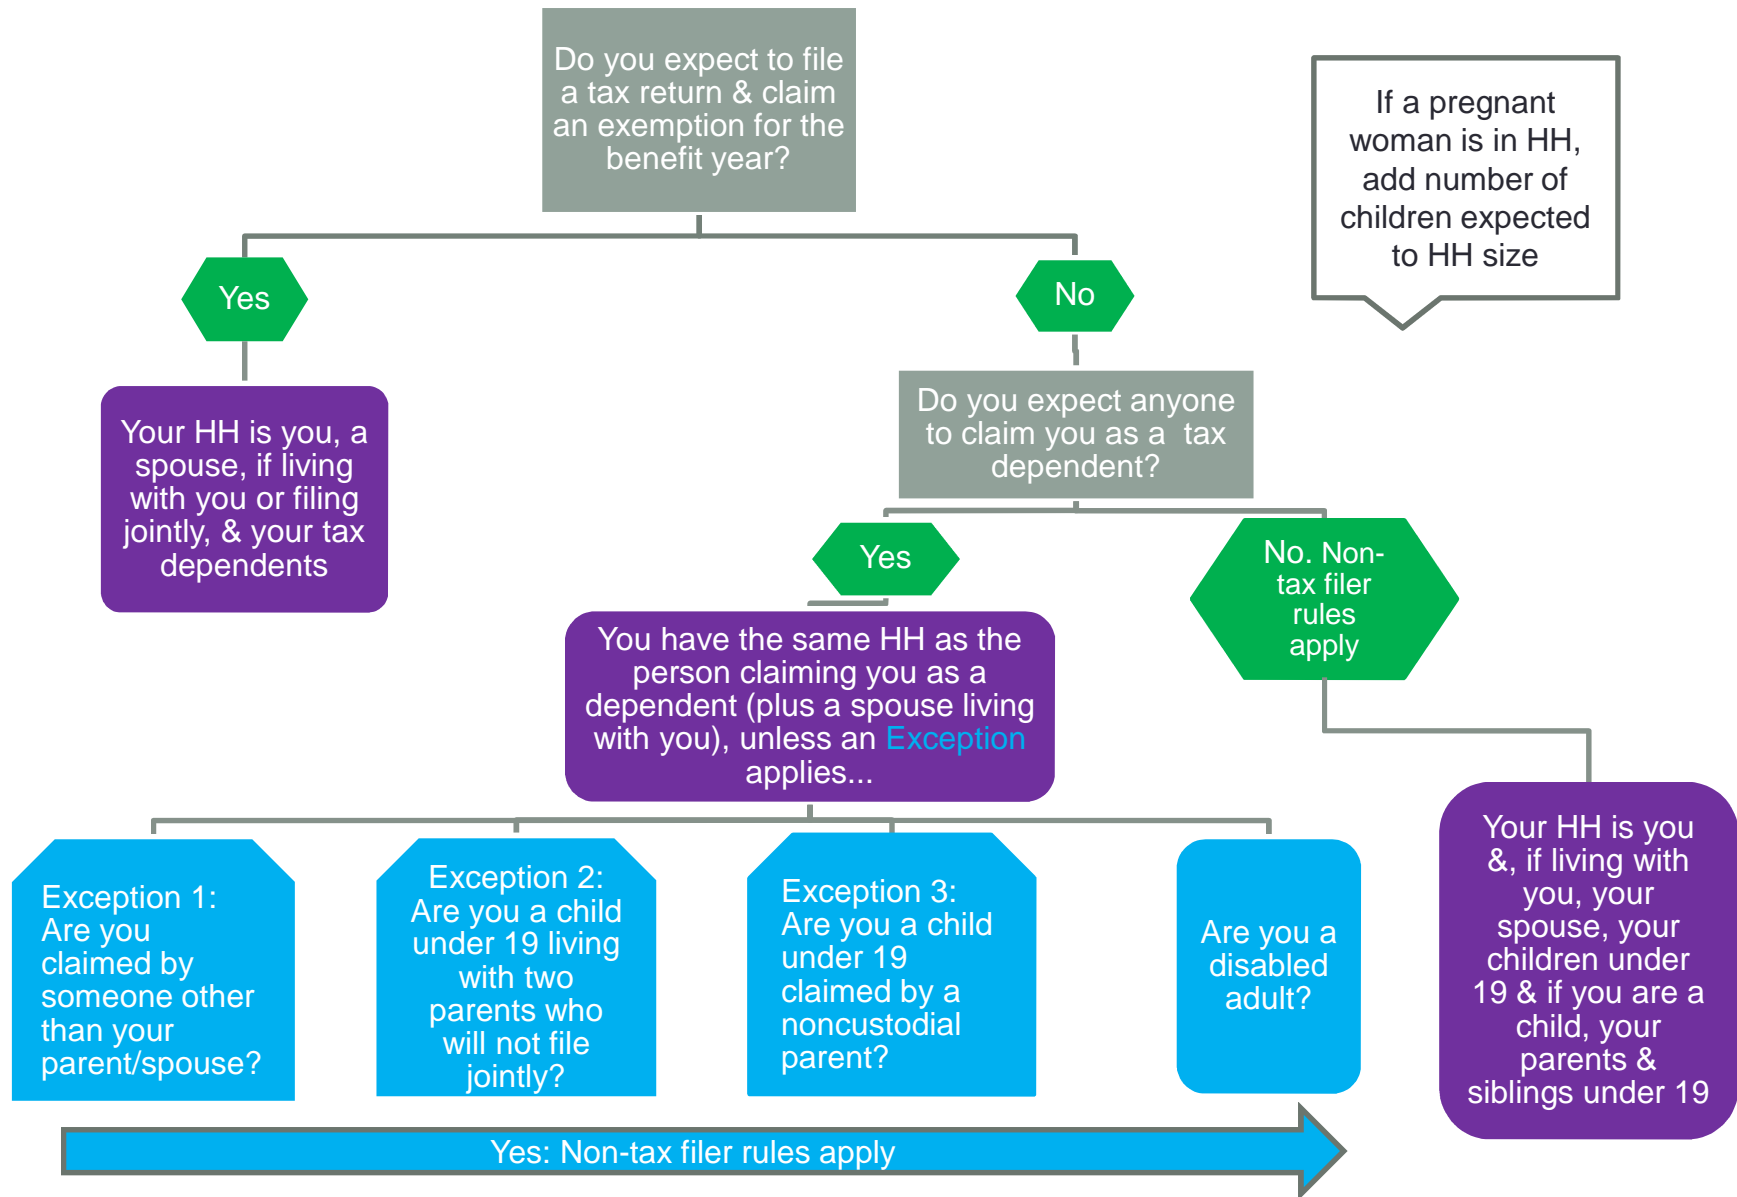 Do you expect to file
a tax return & claim
an exemption for the
benefit year?
If a pregnant
woman is in HH,
add number of
children expected
to HH size
Yes
No
Your HH is you, a
spouse, if living
with you or filing
jointly, & your tax
dependents
Do you expect anyone
to claim you as a tax
dependent?
Yes
No. Non-
tax filer
rules
apply
You have the same HH as the
person claiming you as a
dependent (plus a spouse living
with you), unless an Exception
applies...
Exception 1:
Are you
claimed by
someone other
than your
parent/spouse?
Exception 2:
Are you a child
under 19 living
with two
parents who
will not file
jointly?
Exception 3:
Are you a child
under 19
claimed by a
noncustodial
parent?
Are you a
disabled
adult?
Your HH is you
&, if living with
you, your
spouse, your
children under
19 & if you are a
child, your
parents &
siblings under 19
Yes: Non-tax filer rules apply